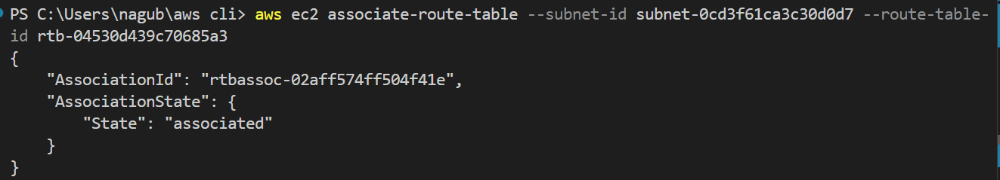 PS C:\Users\nagub\aws cli> aws ec2 associate-route-table --subnet-id subnet-0cd3f61ca3c30d0d7 --route-table-
id rtb-04530d439c70685a3
{
    "AssociationId": "rtbassoc-02aff574ff504f41e",
    "AssociationState": {
        "State": "associated"
    }
}